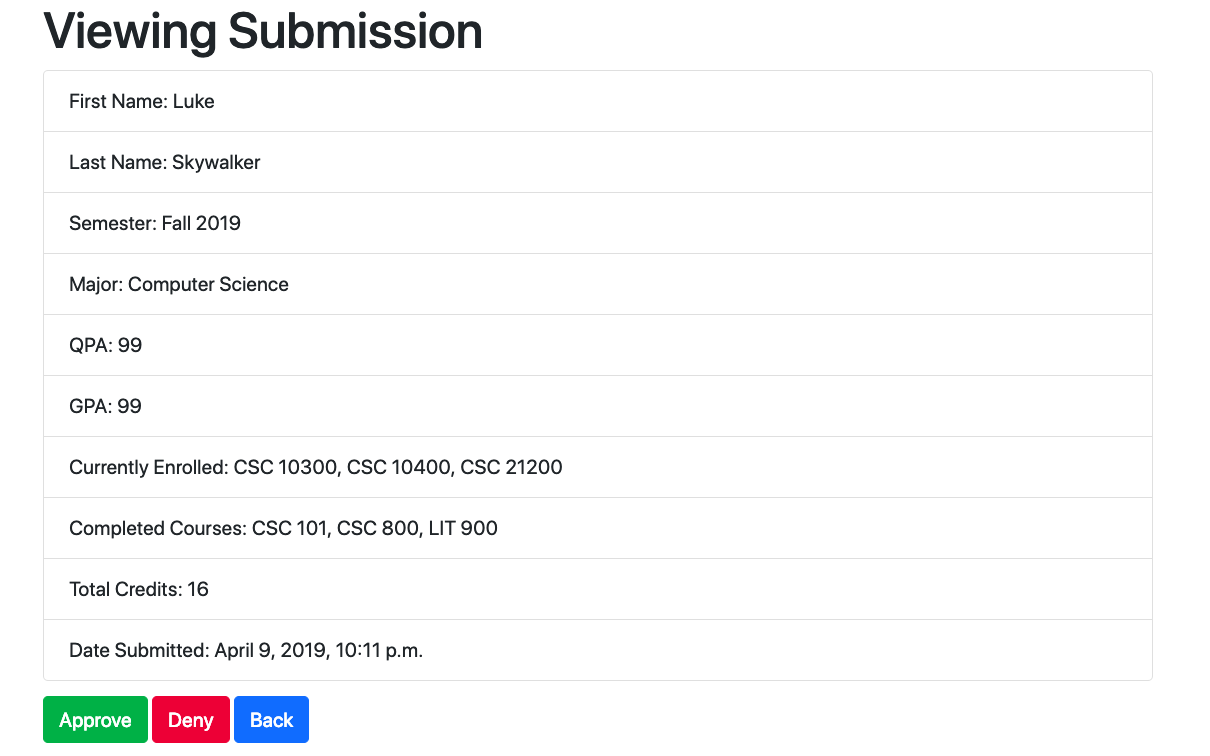 Viewing Submission
First Name: Luke
Last Name: Skywalker
Semester: Fall 2019
Major: Computer Science
QPA: 99
GPA: 99
Currently Enrolled: CSC 10300, CSC 10400, CSC 21200
Completed Courses: CSC 101, CSC 800, LIT 900
Total Credits: 16
Date Submitted: April 9, 2019, 10:11 p.m.
Approve Deny Back